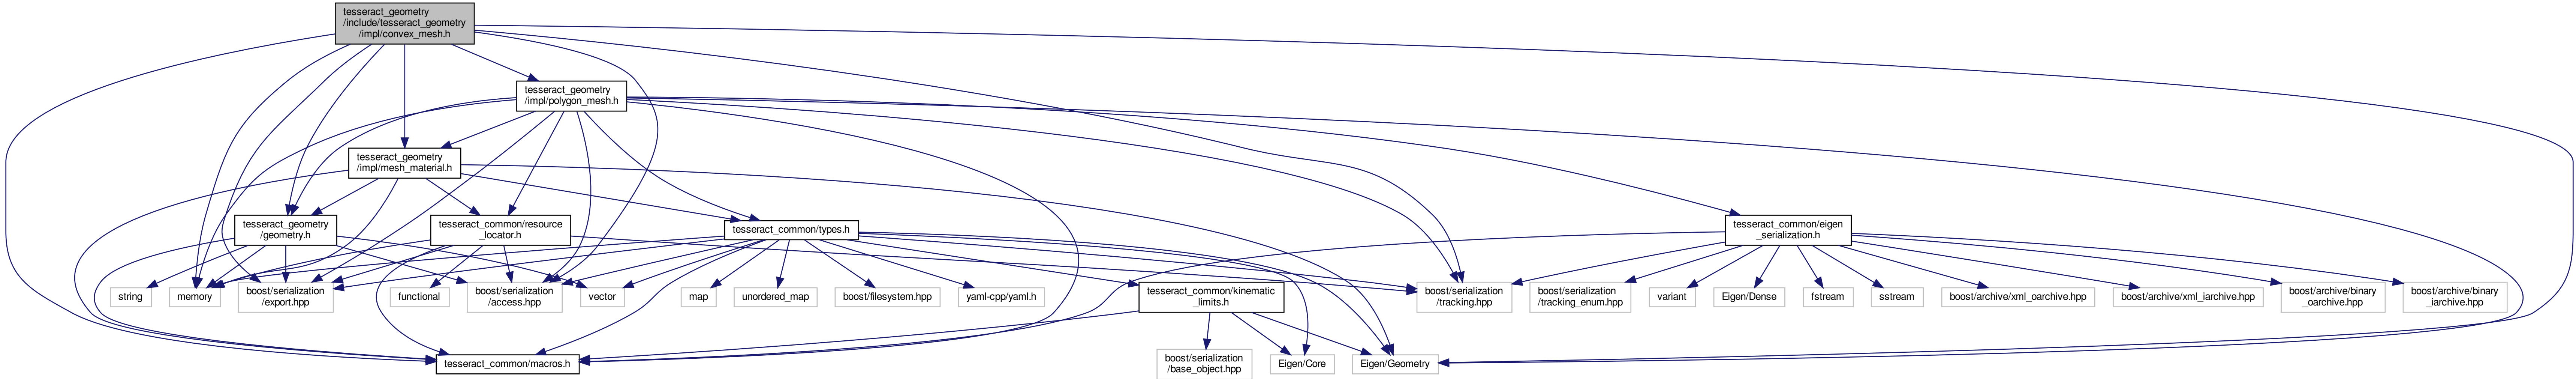 tesseract_geometry
/include/tesseract_geometry
/impl/convex_mesh.h
tesseract_geometry
/impl/polygon_mesh.h
tesseract_geometry
/impl/mesh_material.h
tesseract_geometry
/geometry.h
tesseract_common/resource
_locator.h
tesseract_common/types.h
tesseract_common/eigen
_serialization.h
string
memory
boost/serialization
/export.hpp
functional
boost/serialization
/access.hpp
vector
map
unordered_map
boost/filesystem.hpp
yaml-cpp/yaml.h
tesseract_common/kinematic
_limits.h
boost/serialization
/tracking.hpp
boost/serialization
/tracking_enum.hpp
variant
Eigen/Dense
fstream
sstream
boost/archive/xml_oarchive.hpp
boost/archive/xml_iarchive.hpp
boost/archive/binary
_oarchive.hpp
boost/archive/binary
_iarchive.hpp
tesseract_common/macros.h
boost/serialization
/base_object.hpp
Eigen/Core
Eigen/Geometry